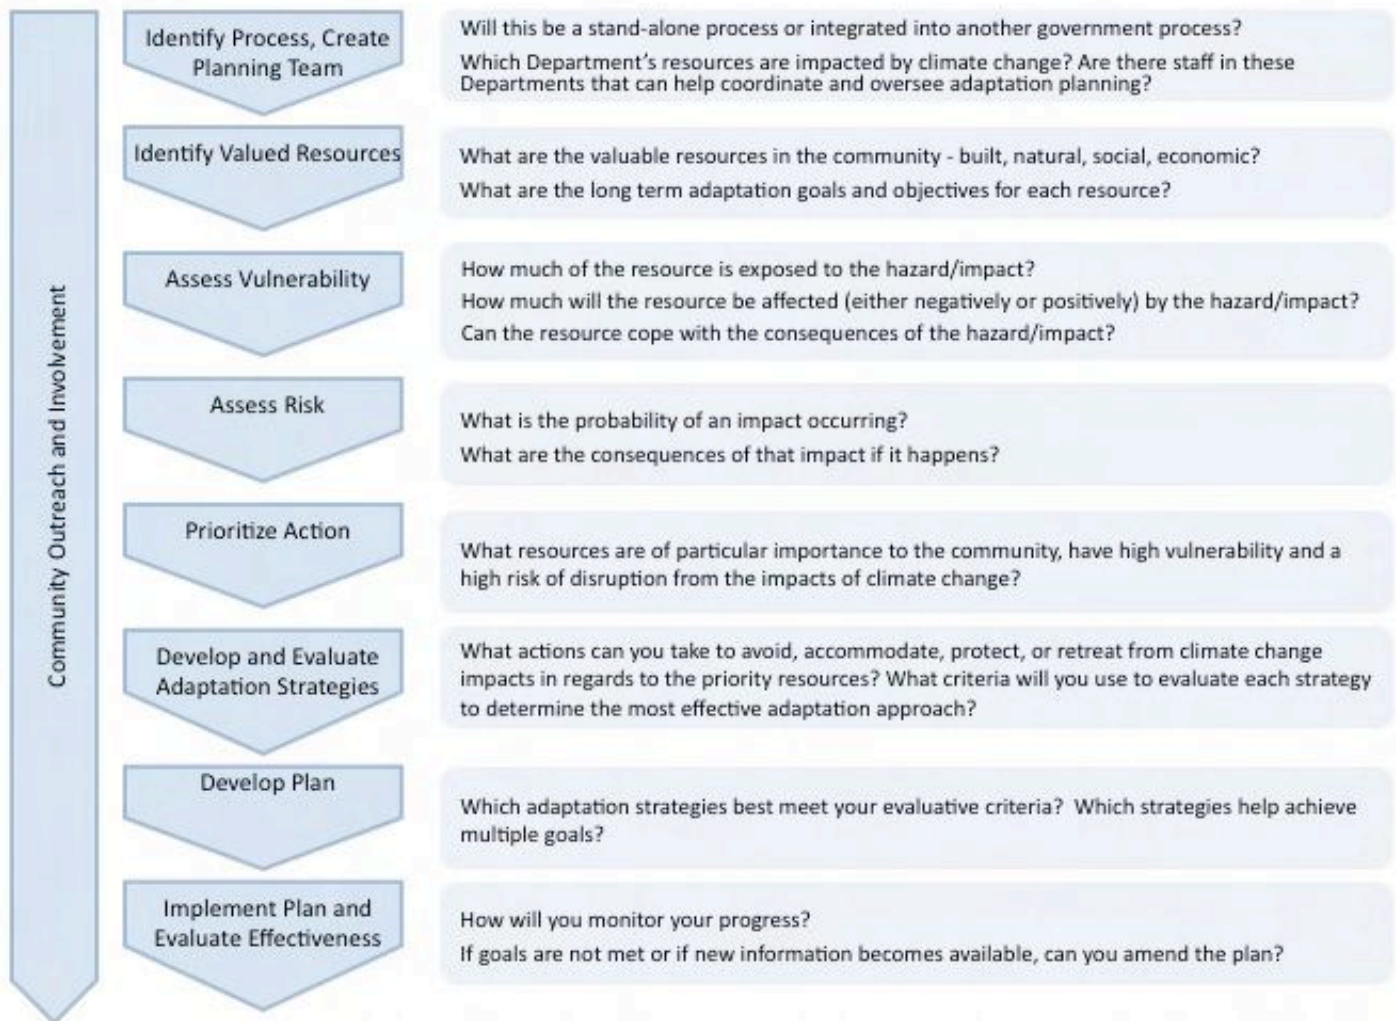 Community Outreach and Involvement
Identify Process, Create
Planning Team
Will this be a stand-alone process or integrated into another government process?
Which Department's resources are impacted by climate change? Are there staff in these
Departments that can help coordinate and oversee adaptation planning?
Identify Valued Resources
What are the valuable resources in the community - built, natural, social, economic?
What are the long term adaptation goals and objectives for each resource?
Assess Vulnerability
How much of the resource is exposed to the hazard/impact?
How much will the resource be affected (either negatively or positively) by the hazard/impact?
Can the resource cope with the consequences of the hazard/impact?
Assess Risk
What is the probability of an impact occurring?
What are the consequences of that impact if it happens?
Prioritize Action
What resources are of particular importance to the community, have high vulnerability and a
high risk of disruption from the impacts of climate change?
Develop and Evaluate
Adaptation Strategies
What actions can you take to avoid, accommodate, protect, or retreat from climate change
impacts in regards to the priority resources? What criteria will you use to evaluate each strategy
to determine the most effective adaptation approach?
Develop Plan
Which adaptation strategies best meet your evaluative criteria?  Which strategies help achieve
multiple goals?
Implement Plan and
Evaluate Effectiveness
How will you monitor your progress?
If goals are not met or if new information becomes available, can you amend the plan?